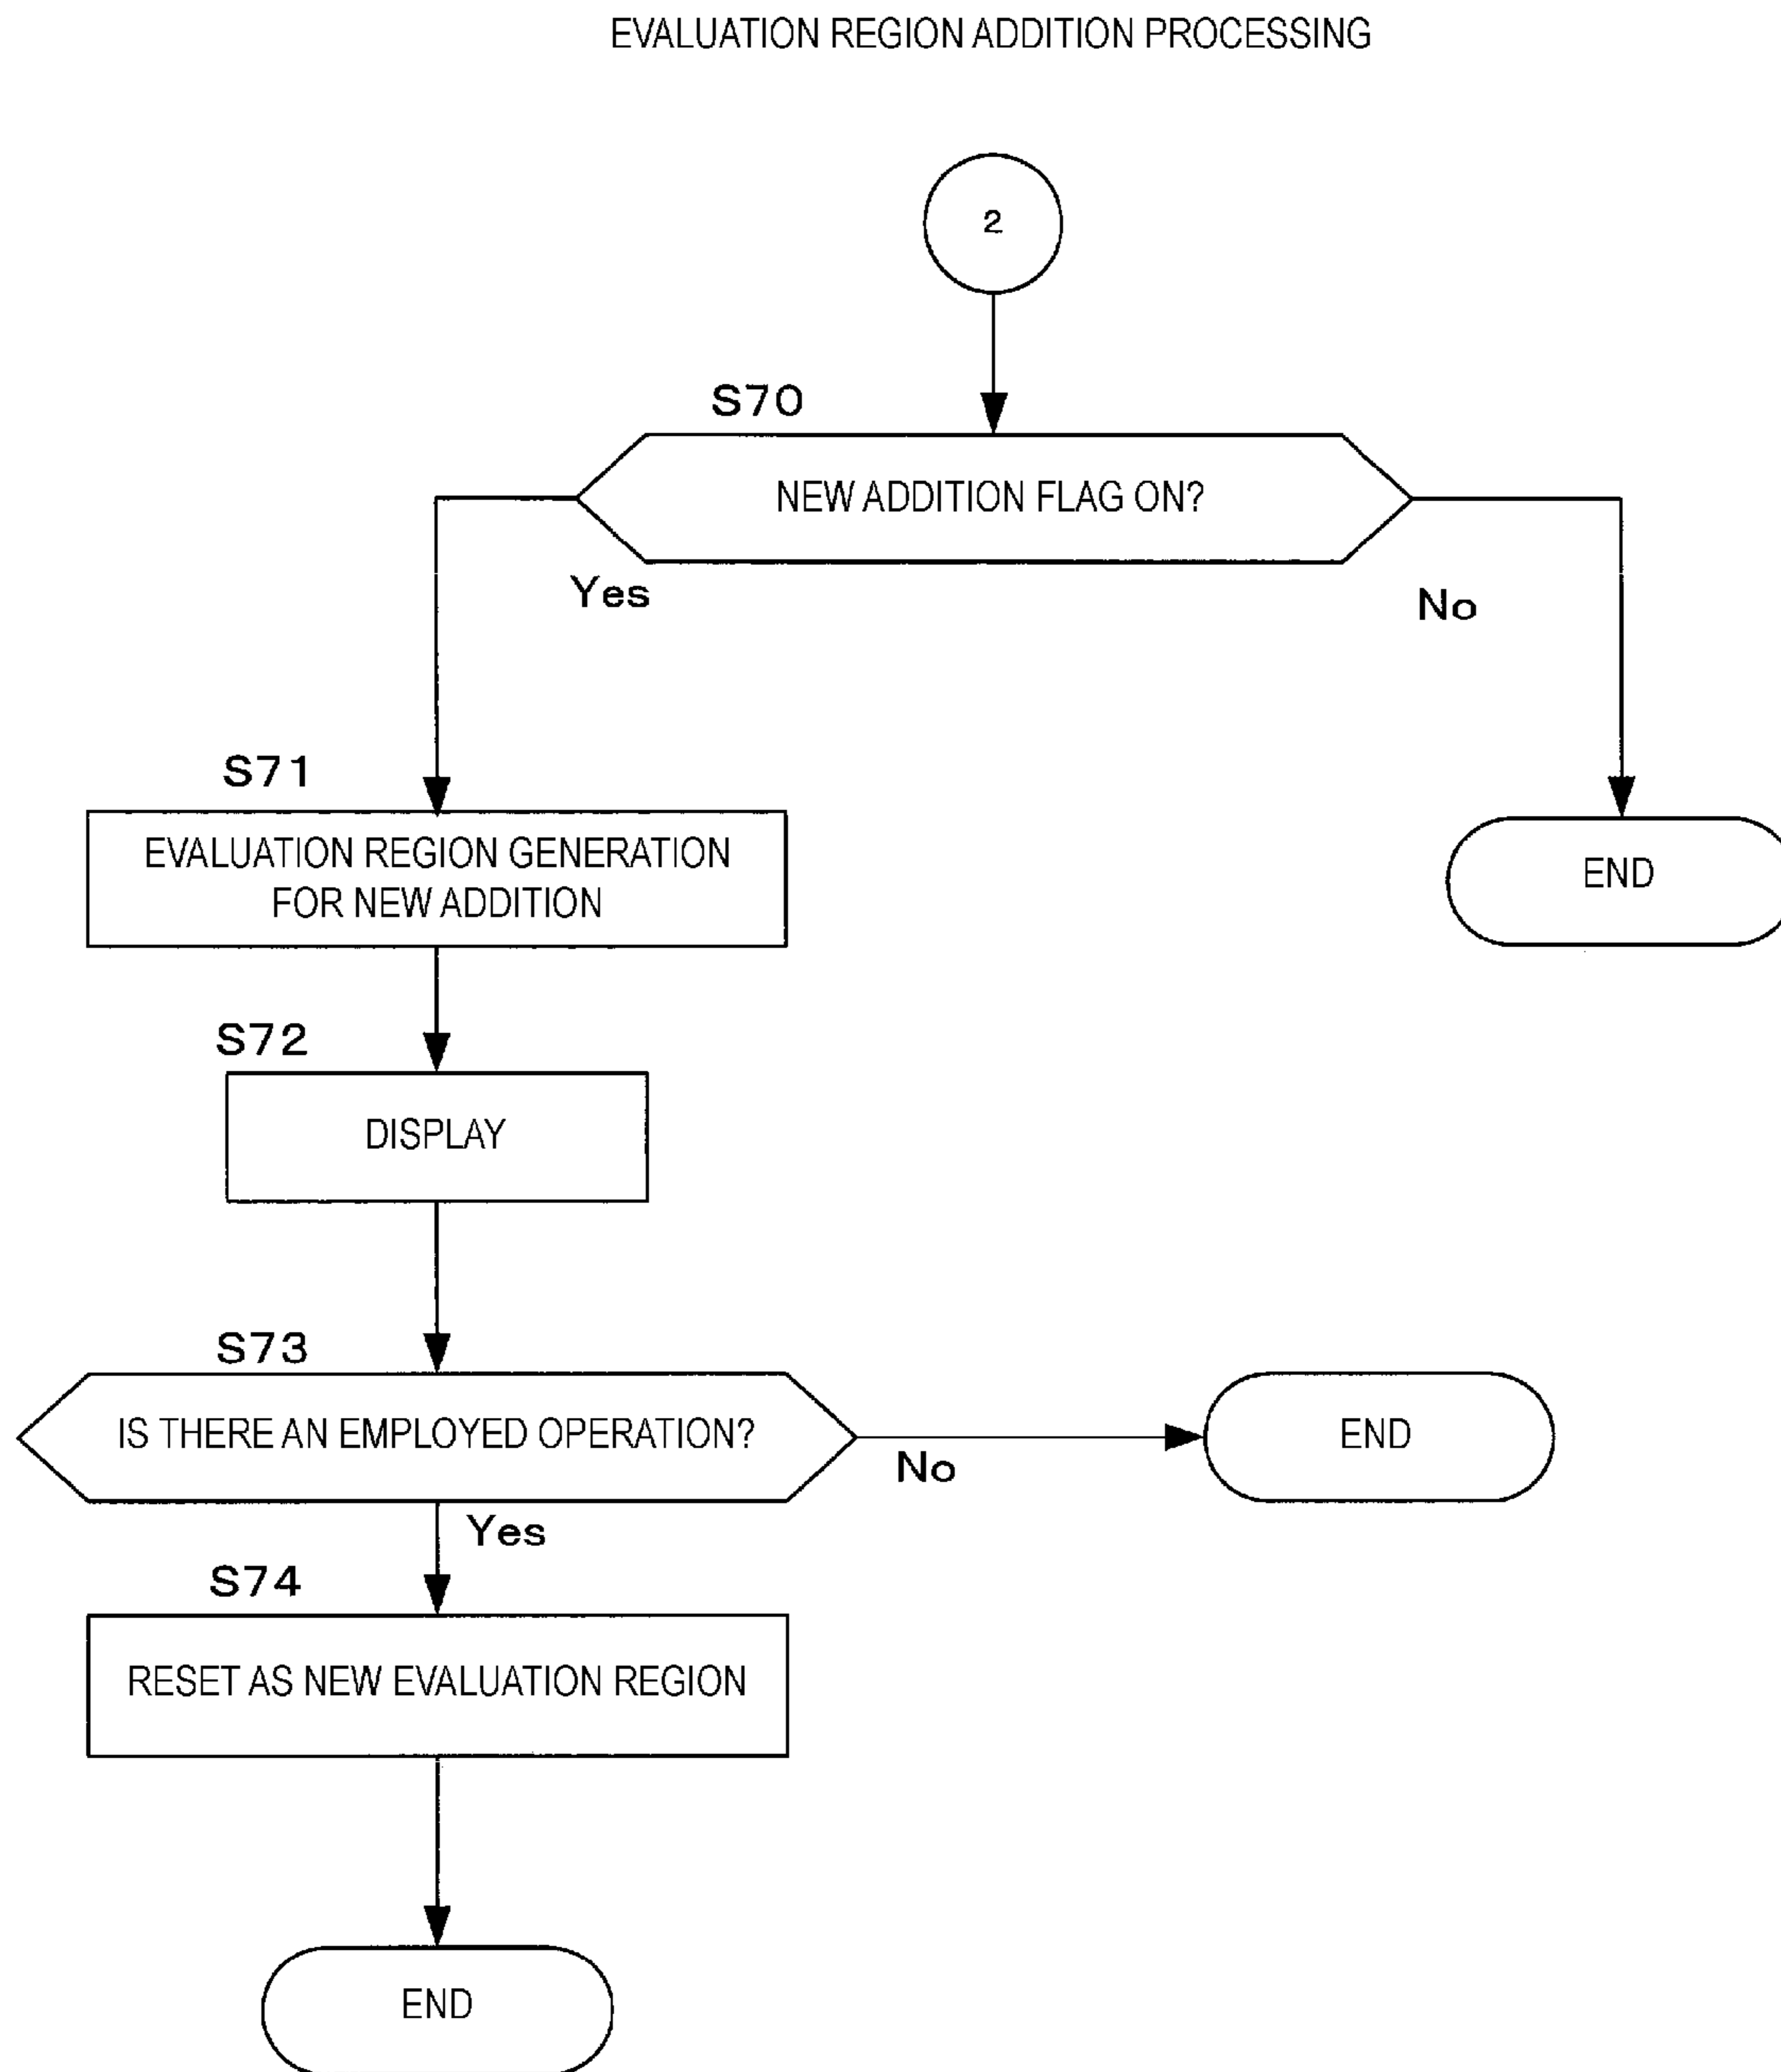 EVALUATION REGION ADDITION PROCESSING
2
S70
NEW ADDITION FLAG ON?
Yes
No
S71
EVALUATION REGION GENERATION
FOR NEW ADDITION
END
S72
DISPLAY
S73
IS THERE AN EMPLOYED OPERATION?
No
END
Yes
S74
RESET AS NEW EVALUATION REGION
END